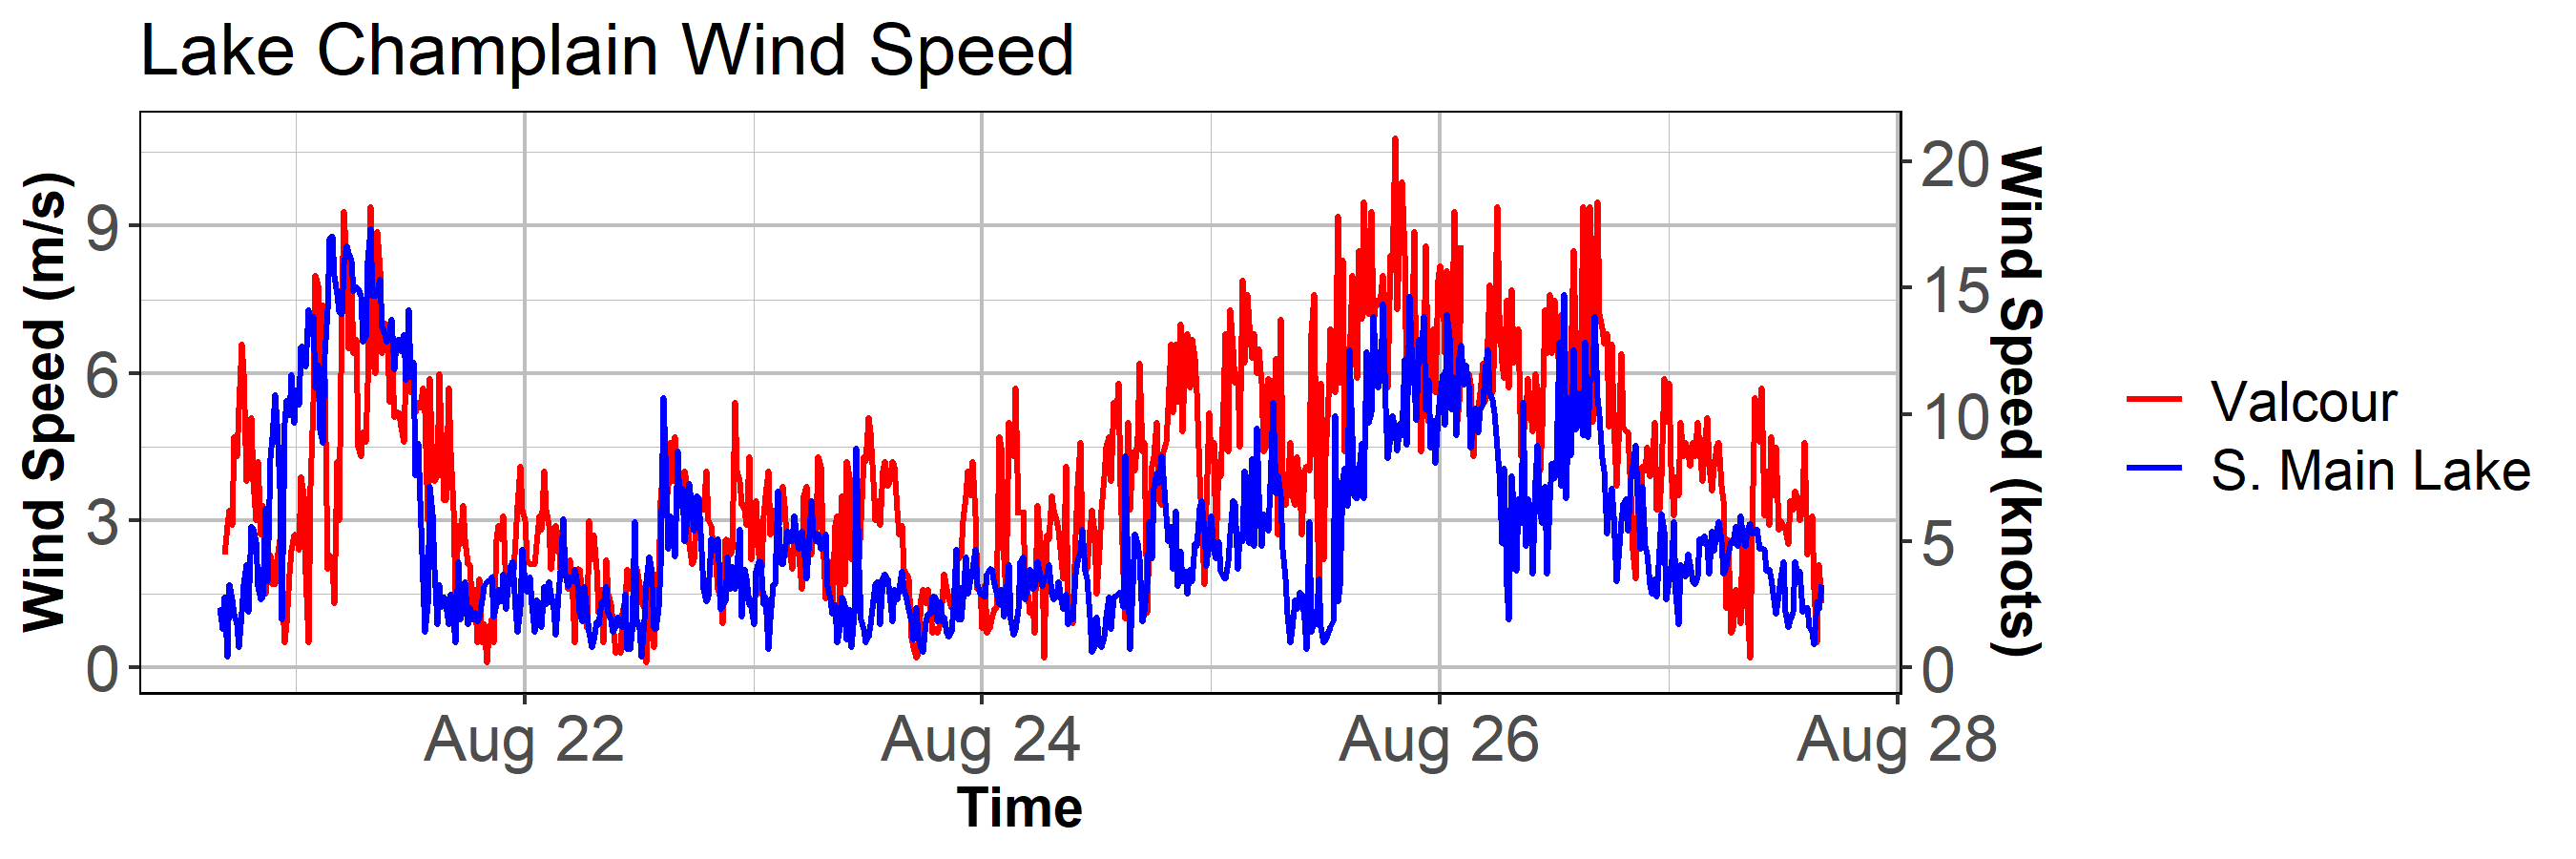 Lake Champlain Wind Speed
Wind Speed (m/s)
9
6
3
0
20
15
10
5
0
Wind Speed (knots)
Aug 22
Aug 24
Aug 26
Aug 28
Time
Valcour
S. Main Lake